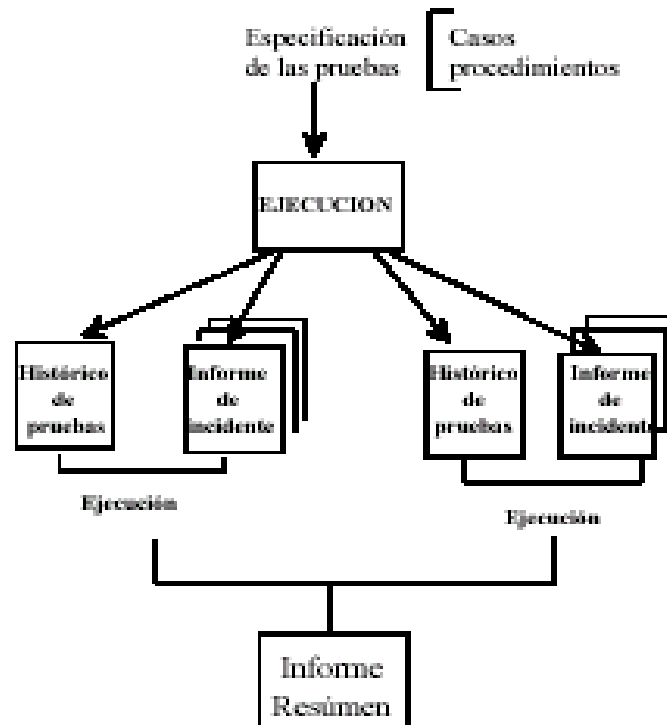 Especificación
de las pruebas
Casos
procedimientos
EJECUCION
Histórico
de
pruebas
Informe
de
incidente
Histórico
de
pruebas
Informe
de
incidente
Ejecución
Ejecución
Informe
Resúmen